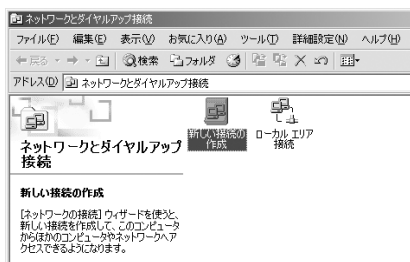 ネットワークとダイヤルアップ接続
ファイル(F) 編集(E) 表示(V) お気に入り(A) ツール(T) 詳細設定(N) ヘルプ(H)
戻る 検索 フォルダ
アドレス(D) ネットワークとダイヤルアップ接続
ネットワークとダイヤルアップ
接続
新しい接続の
作成
ローカル エリア
接続
新しい接続の作成
[ネットワークの接続] ウィザードを使うと、
新しい接続を作成して、このコンピュータ
からほかのコンピュータやネットワークへア
クセスできるようになります。